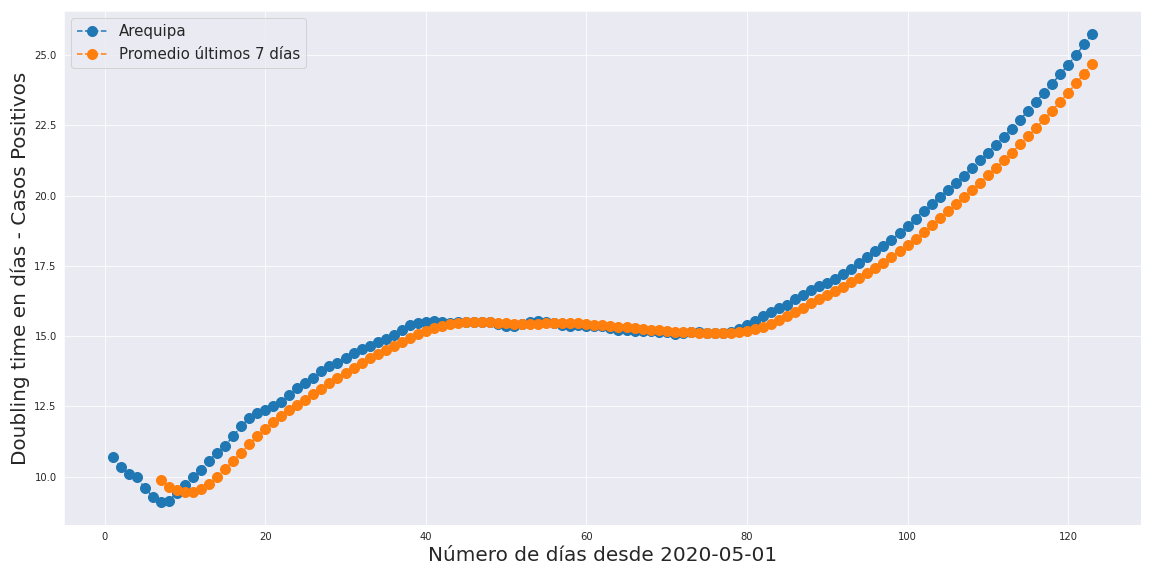 Arequipa
Promedio últimos 7 días
Doubling time en días - Casos Positivos
25.0
22.5
20.0
17.5
15.0
12.5
10.0
0 20 40 60 80 100 120
Número de días desde 2020-05-01